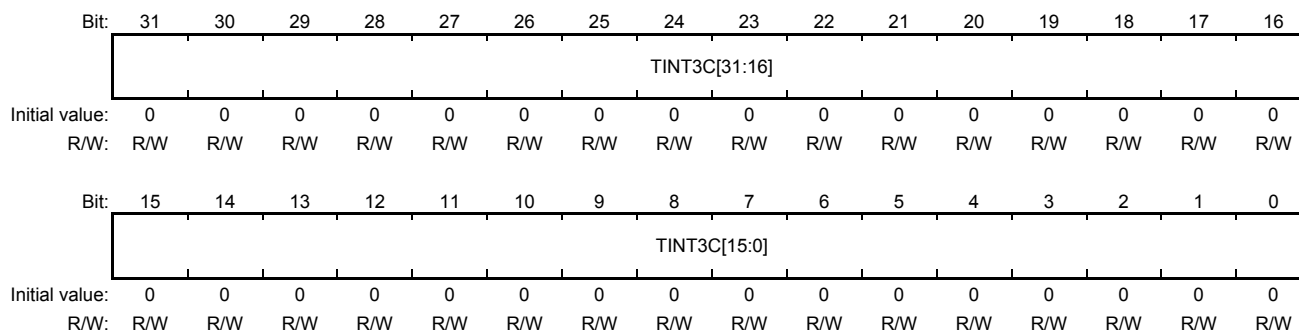 Bit: 31 30 29 28 27 26 25 24 23 22 21 20 19 18 17 16
TINT3C[31:16]
Initial value: 0 0 0 0 0 0 0 0 0 0 0 0 0 0 0 0
R/W: R/W R/W R/W R/W R/W R/W R/W R/W R/W R/W R/W R/W R/W R/W R/W R/W
Bit: 15 14 13 12 11 10 9 8 7 6 5 4 3 2 1 0
TINT3C[15:0]
Initial value: 0 0 0 0 0 0 0 0 0 0 0 0 0 0 0 0
R/W: R/W R/W R/W R/W R/W R/W R/W R/W R/W R/W R/W R/W R/W R/W R/W R/W